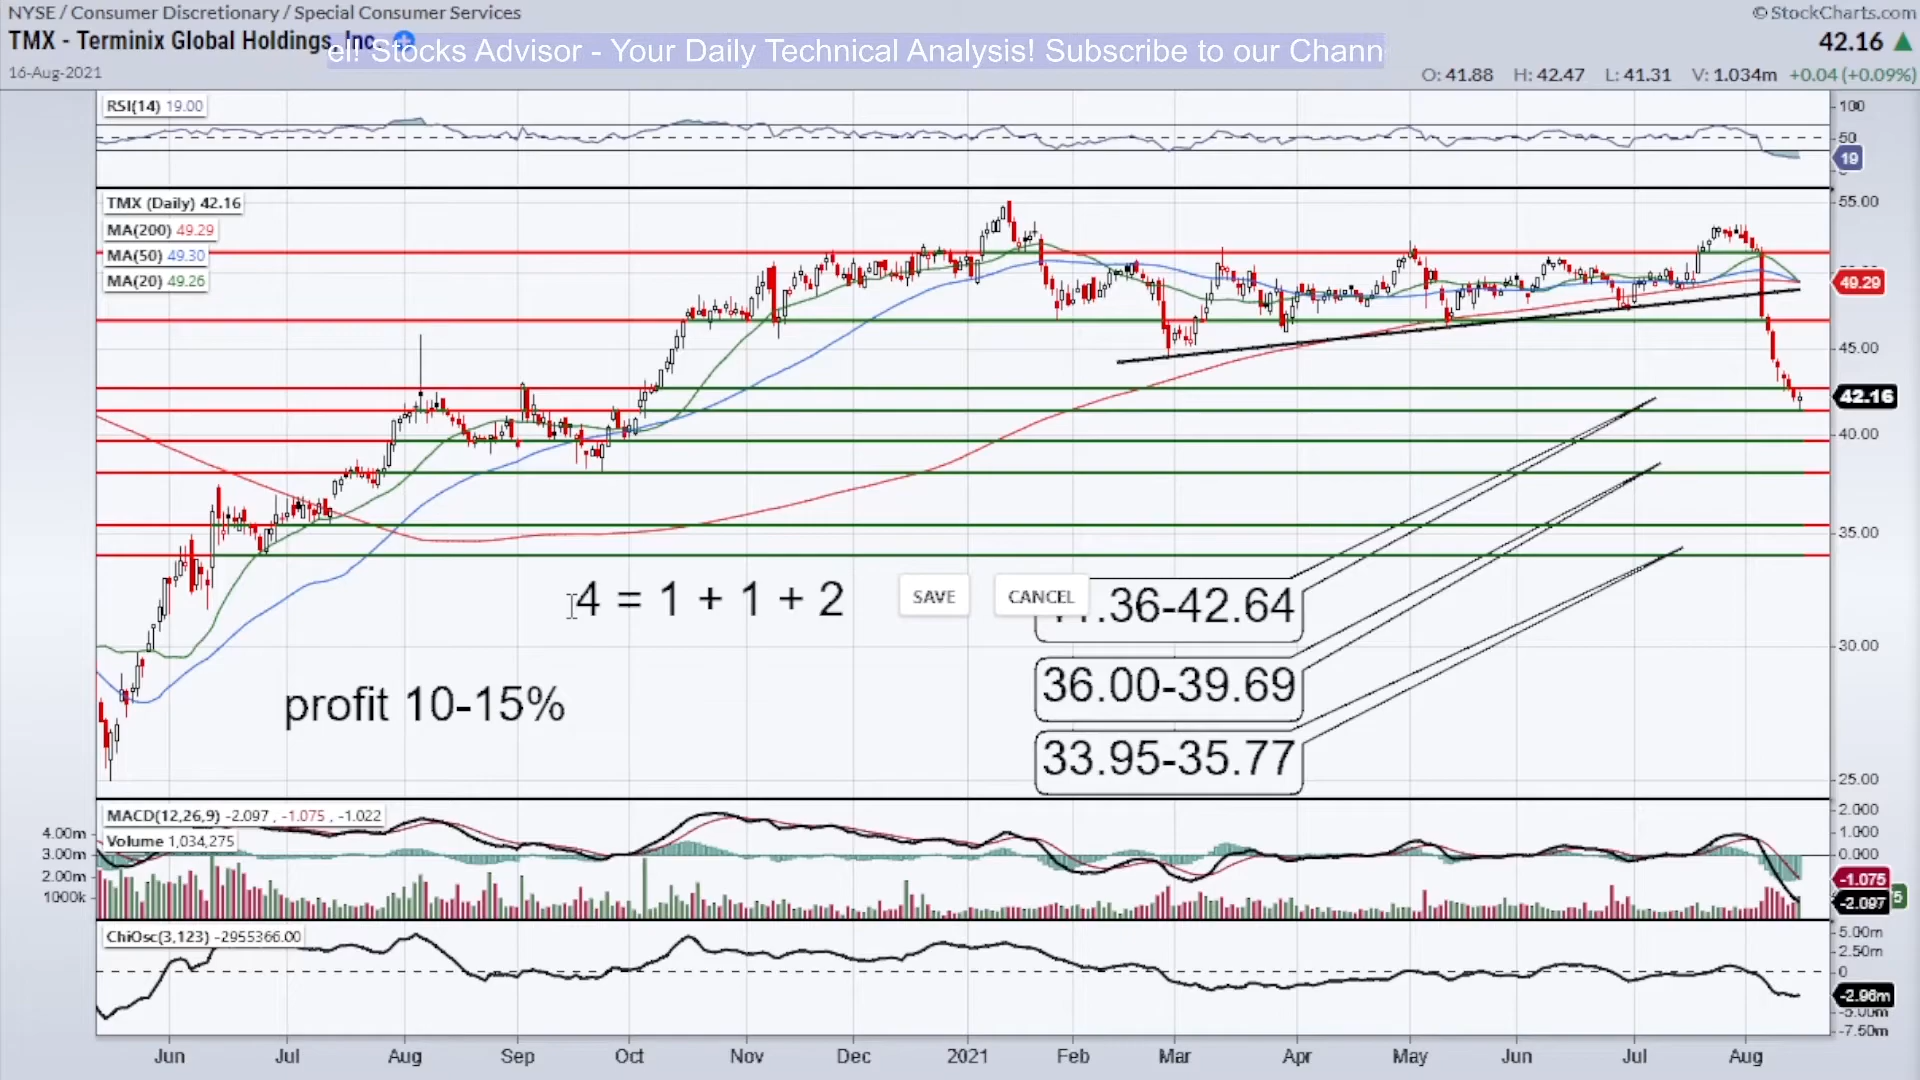 NYSE / Consumer Discretionary / Special Consumer Services
© StockCharts.com
TMX - Terminix Global Holdings, Inc.
el! Stocks Advisor - Your Daily Technical Analysis! Subscribe to our Chann
42.16
16-Aug-2021
O: 41.88 H: 42.47 L: 41.31 V: 1.034m +0.04 (+0.09%)
RSI(14) 19.00
100
50
19
TMX (Daily) 42.16
MA(200) 49.29
MA(50) 49.30
MA(20) 49.26
55.00
49.29
45.00
42.16
40.00
35.00
30.00
25.00
4 = 1 + 1 + 2
SAVE
CANCEL
.36-42.64
36.00-39.69
33.95-35.77
profit 10-15%
MACD(12,26,9) -2.097 , -1.075 , -1.022
Volume 1,034,275
4.00m
3.00m
2.00m
1000k
2.000
1.000
0.000
-1.075
-2.097
5
ChiOsc(3,123) -2955366.00
5.00m
2.50m
0
-2.96m
-5.00m
-7.50m
Jun Jul Aug Sep Oct Nov Dec 2021 Feb Mar Apr May Jun Jul Aug